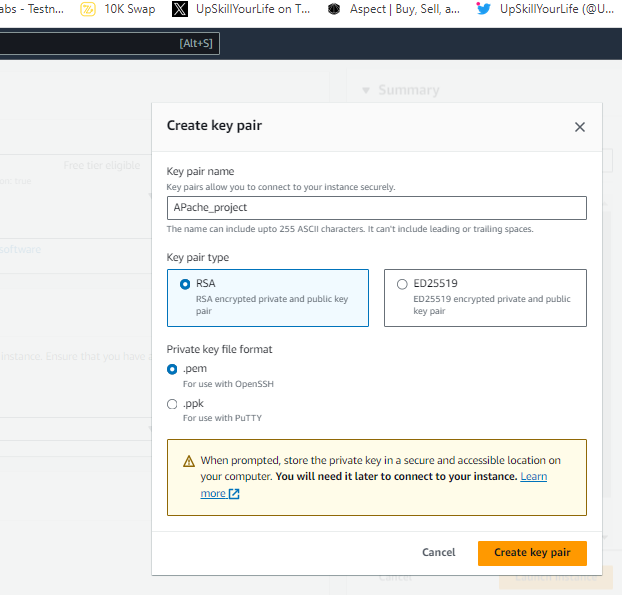 abs - Testn...
10K Swap
UpSkillYourLife on T...
Aspect | Buy, Sell, a...
UpSkillYourLife (@U...
[Alt+S]
Summary
Create key pair
Free tier eligible
Key pair name
Key pairs allow you to connect to your instance securely.
APache_project
The name can include upto 255 ASCII characters. It can't include leading or trailing spaces.
software
Key pair type
RSA
RSA encrypted private and public key
pair
ED25519
ED25519 encrypted private and public
key pair
instance. Ensure that you have a
Private key file format
.pem
For use with OpenSSH
.ppk
For use with PuTTY
When prompted, store the private key in a secure and accessible location on
your computer. You will need it later to connect to your instance. Learn
more
Cancel
Create key pair
Cancel
Launch instance